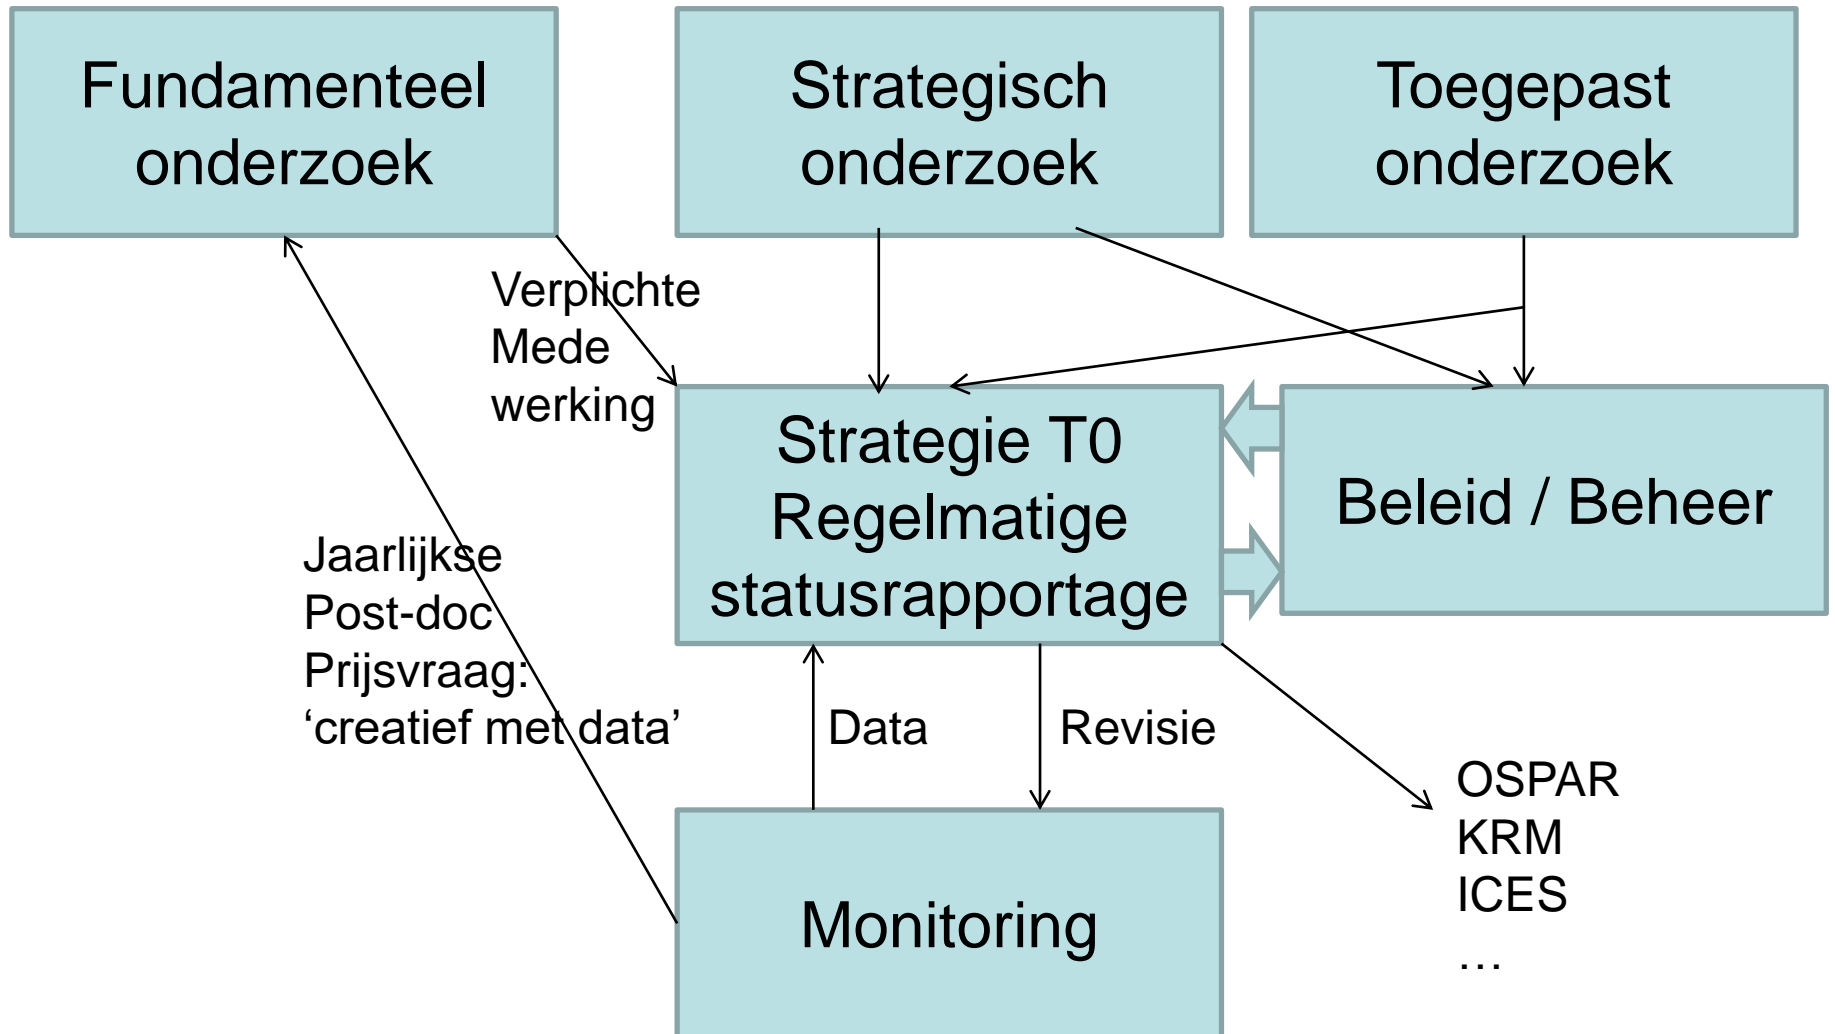 Fundamenteel
onderzoek
Strategisch
onderzoek
Toegepast
onderzoek
Verplichte
Mede
werking
Strategie T0
Regelmatige
statusrapportage
Beleid / Beheer
Jaarlijkse
Post-doc
Prijsvraag:
‘creatief met data’
Data
Revisie
OSPAR
KRM
ICES
…
Monitoring